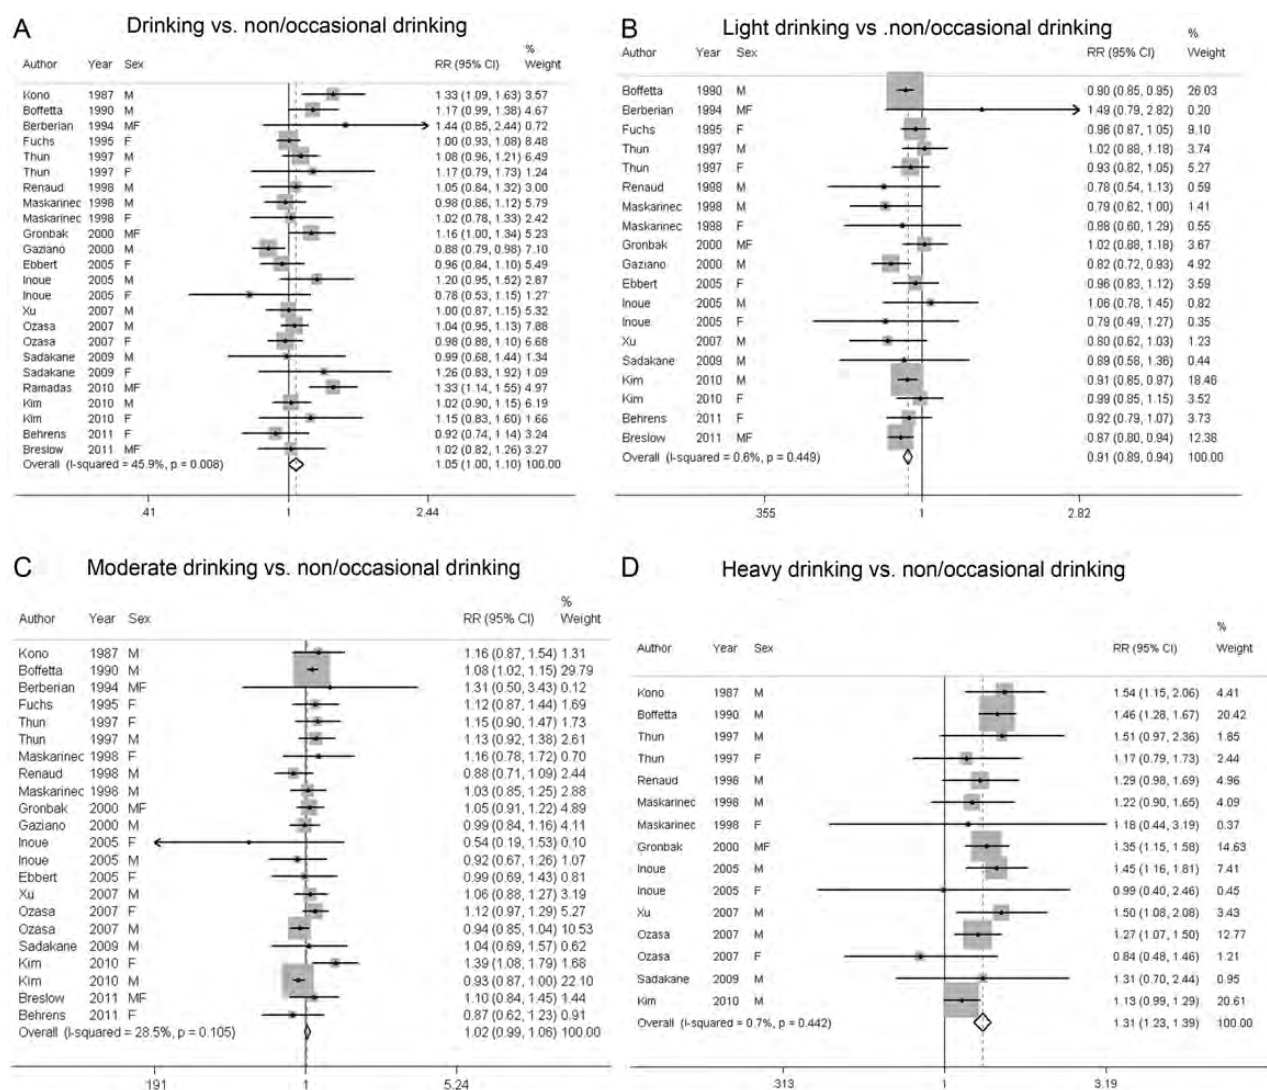 A Drinking vs. non/occasional drinking
%
Author Year Sex RR (95% CI) Weight
Kono 1987 M 1.33 (1.09, 1.63) 3.57
Boffetta 1990 M 1.17 (0.99, 1.38) 4.67
Berberian 1994 MF 1.44 (0.85, 2.44) 0.72
Fuchs 1995 F 1.00 (0.93, 1.08) 8.48
Thun 1997 M 1.08 (0.96, 1.21) 6.49
Thun 1997 F 1.17 (0.79, 1.73) 1.24
Renaud 1998 M 1.05 (0.84, 1.32) 3.00
Maskarinec 1998 M 0.98 (0.86, 1.12) 5.79
Maskarinec 1998 F 1.02 (0.78, 1.33) 2.42
Gronbak 2000 MF 1.16 (1.00, 1.34) 5.23
Gaziano 2000 M 0.88 (0.79, 0.98) 7.10
Ebbert 2005 F 0.96 (0.84, 1.10) 5.49
Inoue 2005 M 1.20 (0.95, 1.52) 2.87
Inoue 2005 F 0.78 (0.53, 1.15) 1.27
Xu 2007 M 1.00 (0.87, 1.15) 5.32
Ozasa 2007 M 1.04 (0.95, 1.13) 7.88
Ozasa 2007 F 0.98 (0.88, 1.10) 6.68
Sadakane 2009 M 0.99 (0.68, 1.44) 1.34
Sadakane 2009 F 1.26 (0.83, 1.92) 1.09
Ramadas 2010 MF 1.33 (1.14, 1.55) 4.97
Kim 2010 M 1.02 (0.90, 1.15) 6.19
Kim 2010 F 1.15 (0.83, 1.60) 1.66
Behrens 2011 F 0.92 (0.74, 1.14) 3.24
Breslow 2011 MF 1.02 (0.82, 1.26) 3.27
Overall (I-squared = 45.9%, p = 0.008) 1.05 (1.00, 1.10) 100.00
.41 1 2.44
B Light drinking vs .non/occasional drinking
%
Author Year Sex RR (95% CI) Weight
Boffetta 1990 M 0.90 (0.85, 0.95) 26.03
Berberian 1994 MF 1.49 (0.79, 2.82) 0.20
Fuchs 1995 F 0.96 (0.87, 1.05) 9.10
Thun 1997 M 1.02 (0.88, 1.18) 3.74
Thun 1997 F 0.93 (0.82, 1.05) 5.27
Renaud 1998 M 0.78 (0.54, 1.13) 0.59
Maskarinec 1998 M 0.79 (0.62, 1.00) 1.41
Maskarinec 1998 F 0.88 (0.60, 1.29) 0.55
Gronbak 2000 MF 1.02 (0.88, 1.18) 3.67
Gaziano 2000 M 0.82 (0.72, 0.93) 4.92
Ebbert 2005 F 0.96 (0.83, 1.12) 3.59
Inoue 2005 M 1.06 (0.78, 1.45) 0.82
Inoue 2005 F 0.79 (0.49, 1.27) 0.35
Xu 2007 M 0.80 (0.62, 1.03) 1.23
Sadakane 2009 M 0.89 (0.58, 1.36) 0.44
Kim 2010 M 0.91 (0.85, 0.97) 18.46
Kim 2010 F 0.99 (0.85, 1.15) 3.52
Behrens 2011 F 0.92 (0.79, 1.07) 3.73
Breslow 2011 MF 0.87 (0.80, 0.94) 12.38
Overall (I-squared = 0.6%, p = 0.449) 0.91 (0.89, 0.94) 100.00
.355 1 2.82
C Moderate drinking vs. non/occasional drinking
%
Author Year Sex RR (95% CI) Weight
Kono 1987 M 1.16 (0.87, 1.54) 1.31
Boffetta 1990 M 1.08 (1.02, 1.15) 29.79
Berberian 1994 MF 1.31 (0.50, 3.43) 0.12
Fuchs 1995 F 1.12 (0.87, 1.44) 1.69
Thun 1997 F 1.15 (0.90, 1.47) 1.73
Thun 1997 M 1.13 (0.92, 1.38) 2.61
Maskarinec 1998 F 1.16 (0.78, 1.72) 0.70
Renaud 1998 M 0.88 (0.71, 1.09) 2.44
Maskarinec 1998 M 1.03 (0.85, 1.25) 2.88
Gronbak 2000 MF 1.05 (0.91, 1.22) 4.89
Gaziano 2000 M 0.99 (0.84, 1.16) 4.11
Inoue 2005 F 0.54 (0.19, 1.53) 0.10
Inoue 2005 M 0.92 (0.67, 1.26) 1.07
Ebbert 2005 F 0.99 (0.69, 1.43) 0.81
Xu 2007 M 1.06 (0.88, 1.27) 3.19
Ozasa 2007 F 1.12 (0.97, 1.29) 5.27
Ozasa 2007 M 0.94 (0.85, 1.04) 10.53
Sadakane 2009 M 1.04 (0.69, 1.57) 0.62
Kim 2010 F 1.39 (1.08, 1.79) 1.68
Kim 2010 M 0.93 (0.87, 1.00) 22.10
Breslow 2011 MF 1.10 (0.84, 1.45) 1.44
Behrens 2011 F 0.87 (0.62, 1.23) 0.91
Overall (I-squared = 28.5%, p = 0.105) 1.02 (0.99, 1.06) 100.00
.191 1 5.24
D Heavy drinking vs. non/occasional drinking
%
Author Year Sex RR (95% CI) Weight
Kono 1987 M 1.54 (1.15, 2.06) 4.41
Boffetta 1990 M 1.46 (1.28, 1.67) 20.42
Thun 1997 M 1.51 (0.97, 2.36) 1.85
Thun 1997 F 1.17 (0.79, 1.73) 2.44
Renaud 1998 M 1.29 (0.98, 1.69) 4.96
Maskarinec 1998 M 1.22 (0.90, 1.65) 4.09
Maskarinec 1998 F 1.18 (0.44, 3.19) 0.37
Gronbak 2000 MF 1.35 (1.15, 1.58) 14.63
Inoue 2005 M 1.45 (1.16, 1.81) 7.41
Inoue 2005 F 0.99 (0.40, 2.46) 0.45
Xu 2007 M 1.50 (1.08, 2.08) 3.43
Ozasa 2007 M 1.27 (1.07, 1.50) 12.77
Ozasa 2007 F 0.84 (0.48, 1.46) 1.21
Sadakane 2009 M 1.31 (0.70, 2.44) 0.95
Kim 2010 M 1.13 (0.99, 1.29) 20.61
Overall (I-squared = 0.7%, p = 0.442) 1.31 (1.23, 1.39) 100.00
.313 1 3.19